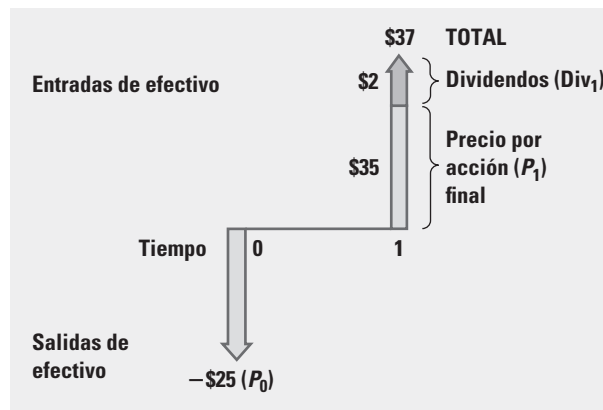 $37 TOTAL
Entradas de efectivo
$2
Dividendos (Div₁)
Precio por
acción (P₁)
final
$35
Tiempo 0 1
Salidas de
efectivo
−$25 (P₀)